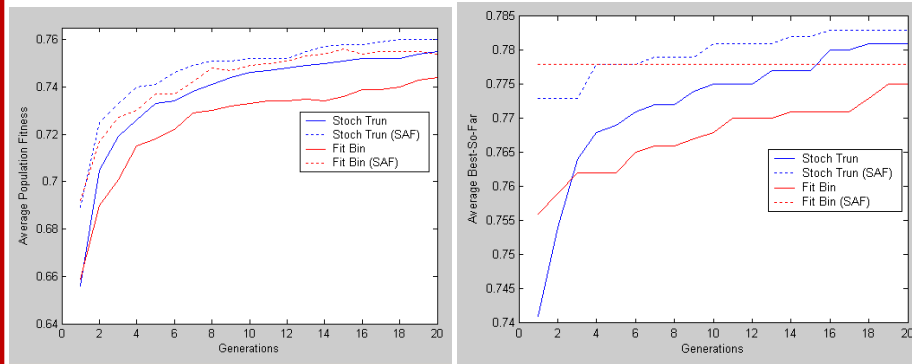 0.76
0.74
0.72
0.7
0.68
0.66
0.64
0 2 4 6 8 10 12 14 16 18 20
Generations
Average Population Fitness
Stoch Trun
Stoch Trun (SAF)
Fit Bin
Fit Bin (SAF)
0.785
0.78
0.775
0.77
0.765
0.76
0.755
0.75
0.745
0.74
0 2 4 6 8 10 12 14 16 18 20
Generations
Average Best-So-Far
Stoch Trun
Stoch Trun (SAF)
Fit Bin
Fit Bin (SAF)